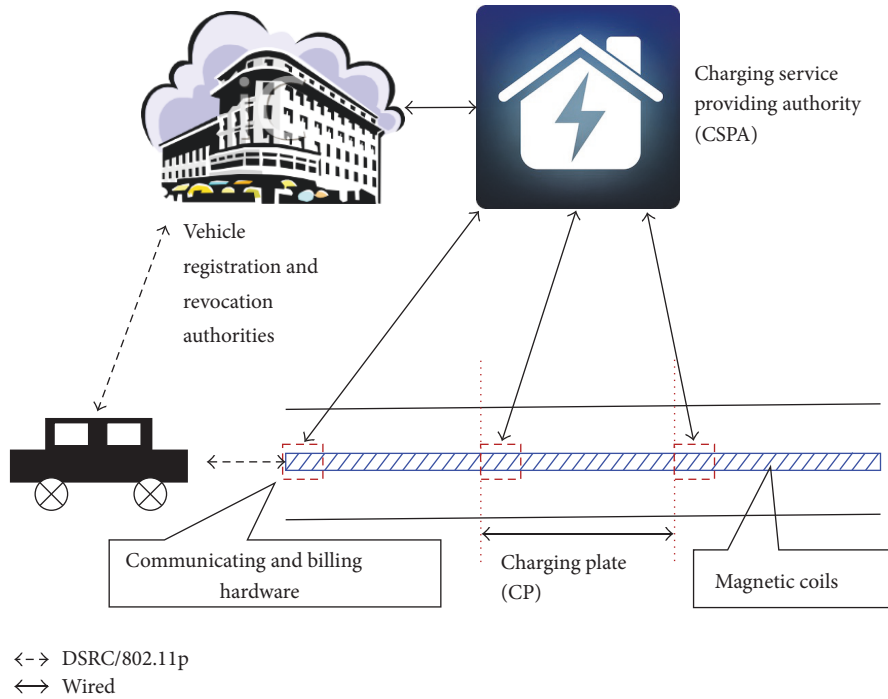 Charging service
providing authority
(CSPA)
Vehicle
registration and
revocation
authorities
Communicating and billing
hardware
Charging plate
(CP)
Magnetic coils
DSRC/802.11p
Wired